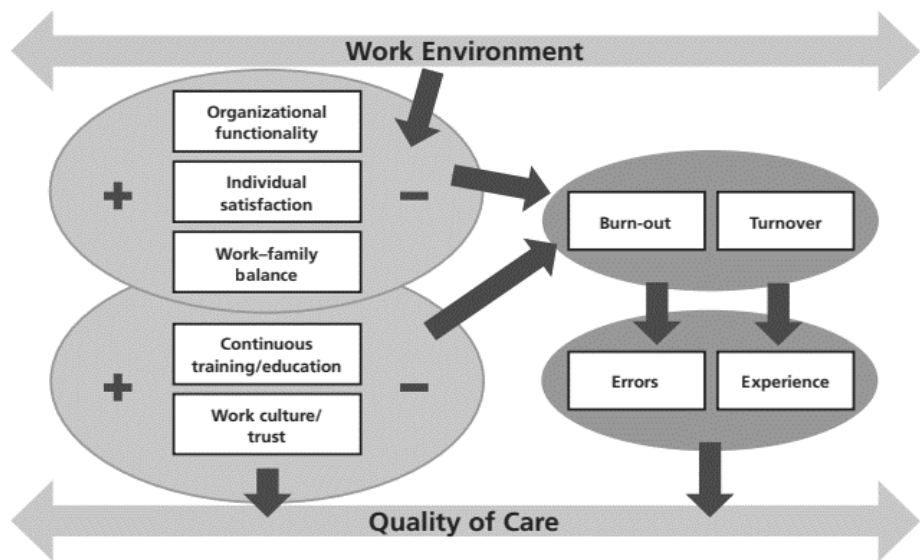 Work Environment
Organizational
functionality
+
Individual
satisfaction
−
Work–family
balance
Burn-out
Turnover
Continuous
training/education
+
−
Work culture/
trust
Errors
Experience
Quality of Care